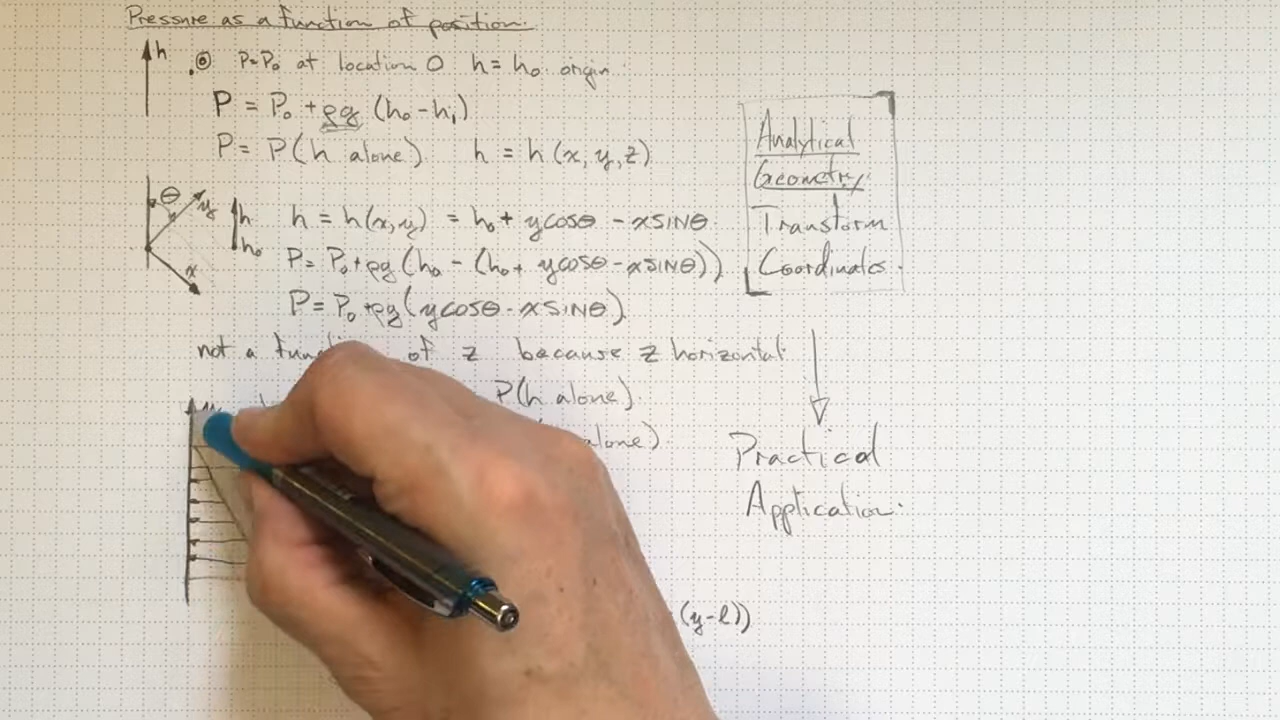 Pressure as a function of position.
h
P=P₀ at location O h = h₀ origin
P = P₀ + ρg (h₀ - h₁)
P = P(h alone) h = h(x, y, z)
θ y h
h = h(x, y) = h₀ + ycosθ - xSINθ
h₀
x
P = P₀ + ρg (h₀ - (h₀ + ycosθ - xSINθ))
P = P₀ + ρg (ycosθ - xSINθ)
not a of z because z horizontal
P(h alone)
alone)
(y-l))
Analytical
Geometry
Transform
Coordinates.
Practical
Application.